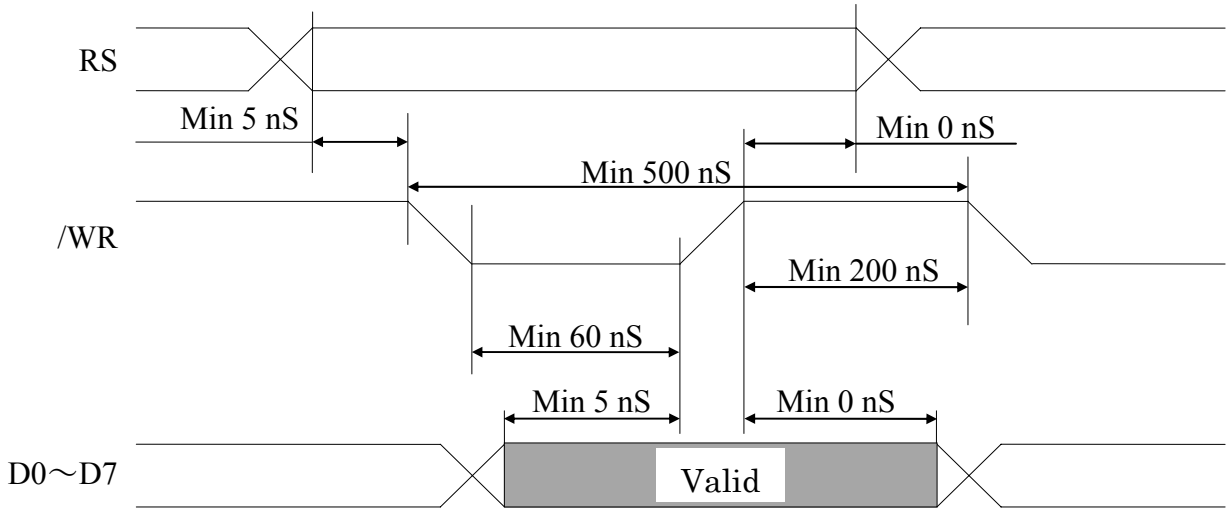 RS
Min 5 nS
Min 0 nS
Min 500 nS
/WR
Min 200 nS
Min 60 nS
Min 5 nS
Min 0 nS
D0～D7
Valid